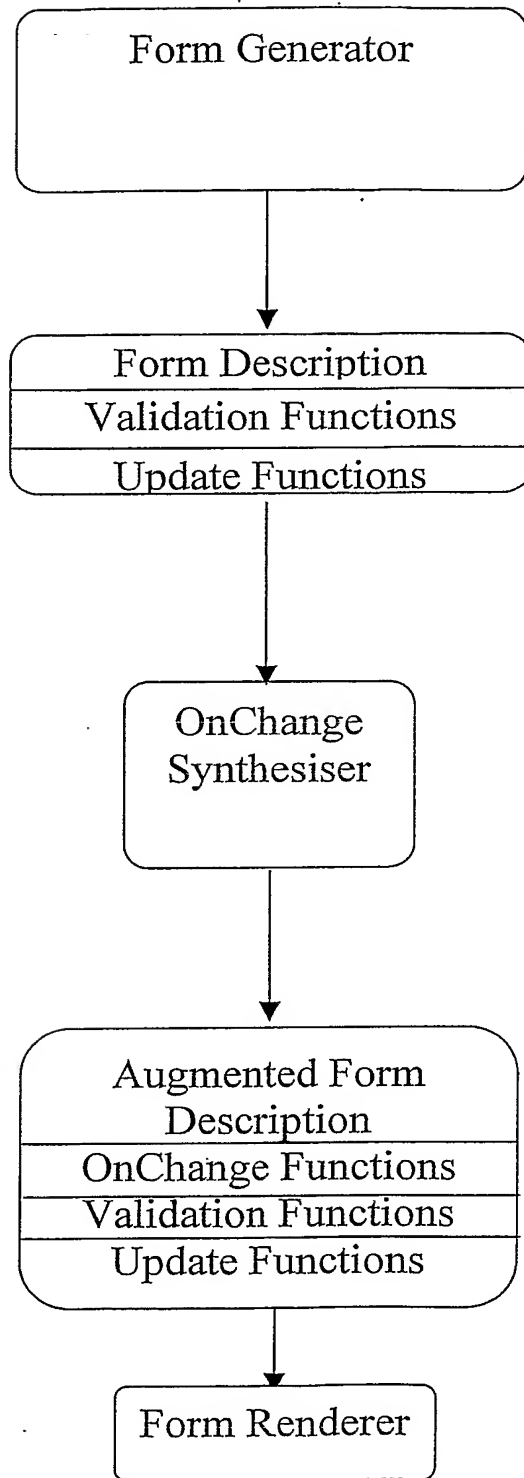 Form Generator
Form Description
Validation Functions
Update Functions
OnChange
Synthesiser
Augmented Form
Description
OnChange Functions
Validation Functions
Update Functions
Form Renderer